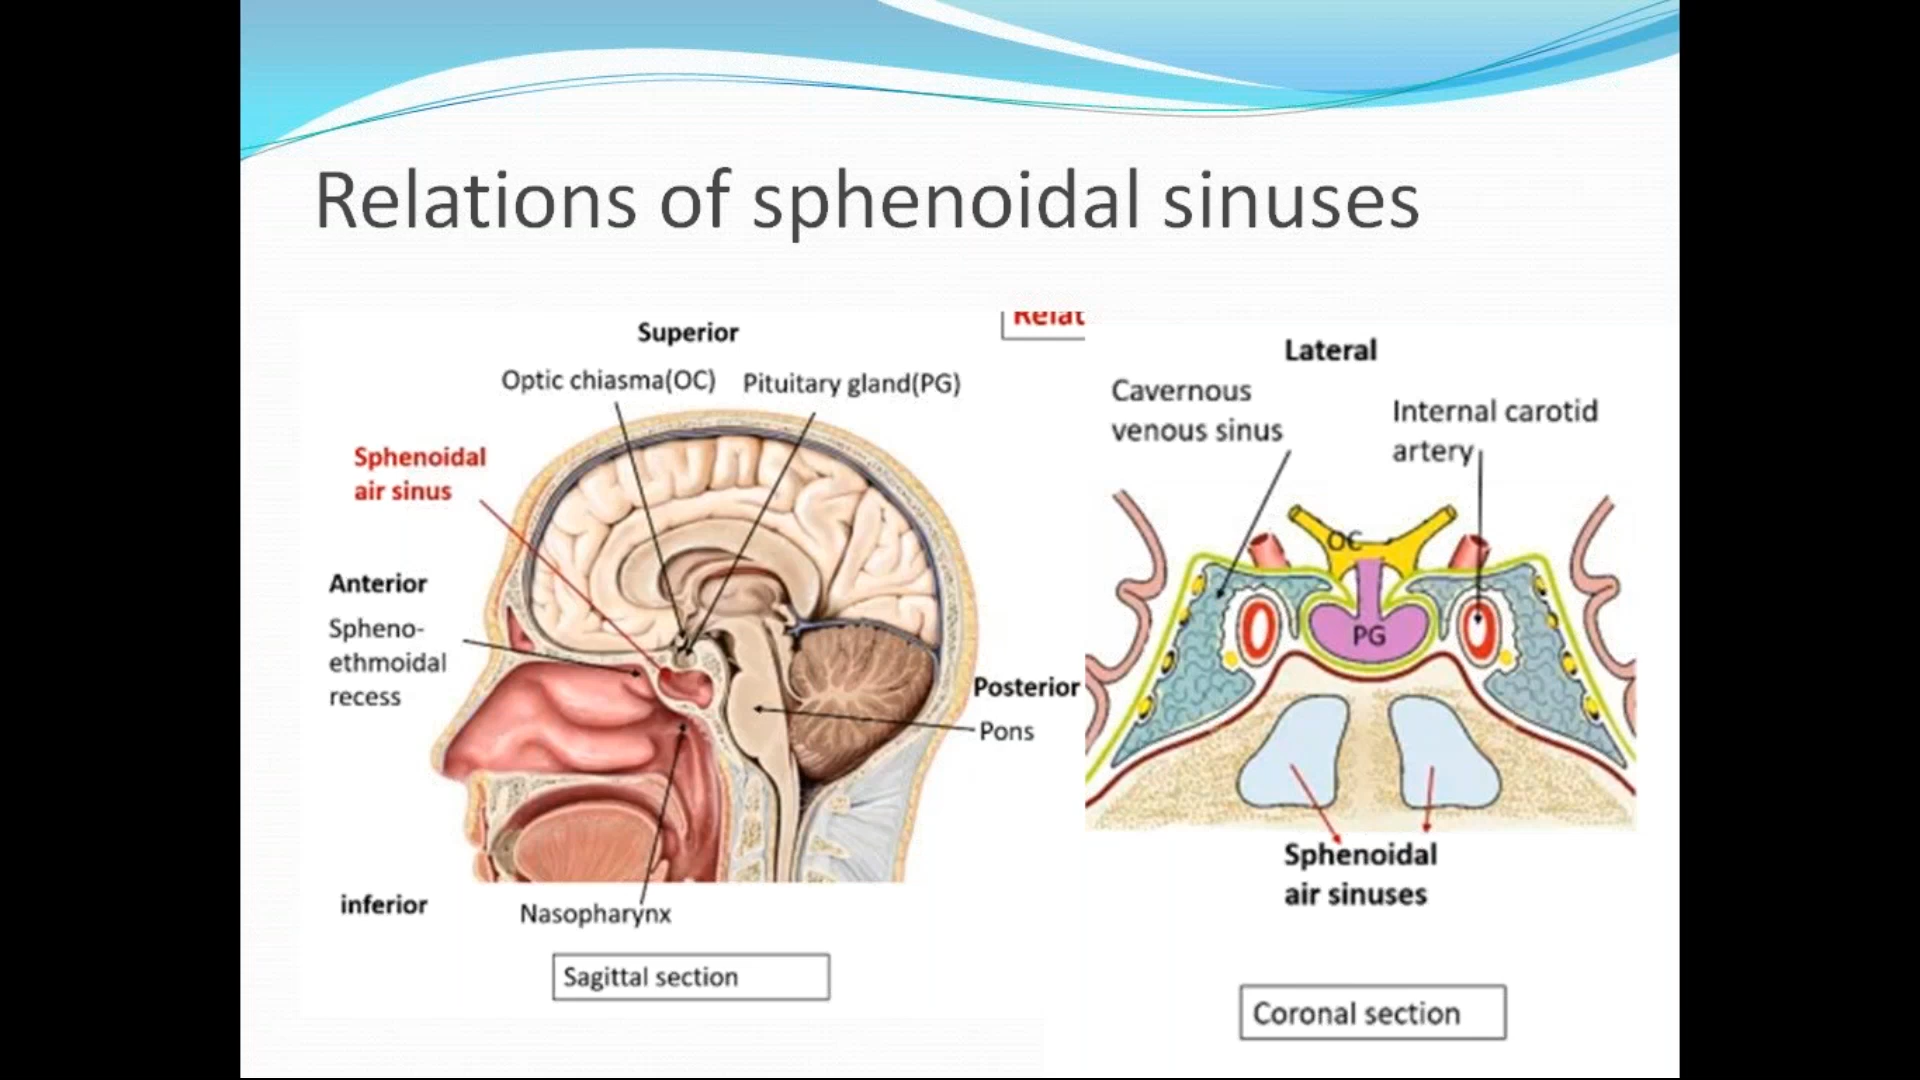 Relations of sphenoidal sinuses
Superior
Optic chiasma(OC)
Pituitary gland(PG)
Sphenoidal
air sinus
Anterior
Spheno-
ethmoidal
recess
Posterior
Pons
inferior
Nasopharynx
Sagittal section
Relat
Lateral
Cavernous
venous sinus
Internal carotid
artery
OC
PG
Sphenoidal
air sinuses
Coronal section